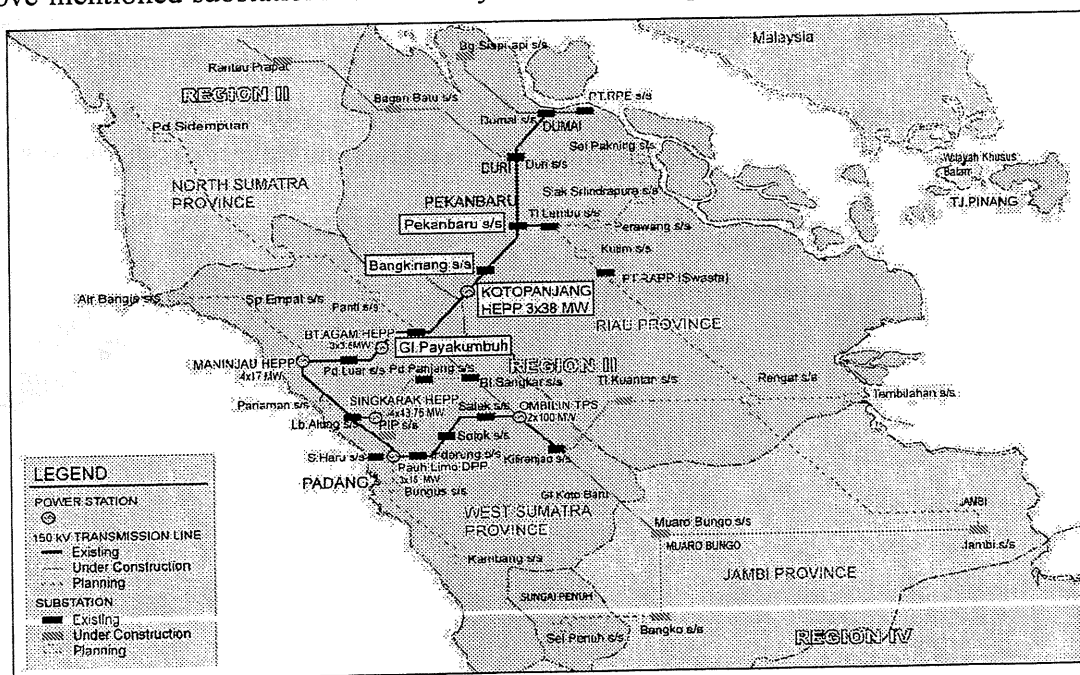 Malaysia
Bg.Siapi-api s/s
Rantau Prapat
REGION II
Bagan Batu s/s
PT.RPE s/s
Dumai s/s
DUMAI
Pd.Sidempuan
Sei Pakning s/s
DURI
Duri s/s
Wilayah Khusus
Batam
NORTH SUMATRA
PROVINCE
Siak Sriindrapura s/s
PEKANBARU
TJ.PINANG
Tl.Lembu s/s
Pekanbaru s/s
Perawang s/s
Kulim s/s
Bangkinang s/s
PT.RAPP (Swasta)
KOTOPANJANG
HEPP 3x38 MW
Air Bangis s/s
Sp.Empat s/s
Panti s/s
RIAU PROVINCE
BT.AGAM HEPP
3x3.5MW
GI.Payakumbuh
MANINJAU HEPP
4x17 MW
REGION III
Pd.Luar s/s
Pd.Panjang s/s
Bt.Sangkar s/s
Tl.Kuantan s/s
Rengat s/s
Tembilahan s/s
SINGKARAK HEPP
4x43.75 MW
Pariaman s/s
Salak s/s
OMBILIN TPS
2x100 MW
Lb.Alung s/s
PIP s/s
Solok s/s
S.Haru s/s
Kiliranjao s/s
Pauh Limo DPP
3x15 MW
PADANG
Bungus s/s
GI.Koto Baru
WEST SUMATRA
PROVINCE
JAMBI
Muaro Bungo s/s
MUARO BUNGO
Jambi s/s
Kambang s/s
JAMBI PROVINCE
SUNGAI PENUH
Sei Penuh s/s
Bangko s/s
REGION IV
LEGEND
POWER STATION
150 kV TRANSMISSION LINE
Existing
Under Construction
Planning
SUBSTATION
Existing
Under Construction
Planning